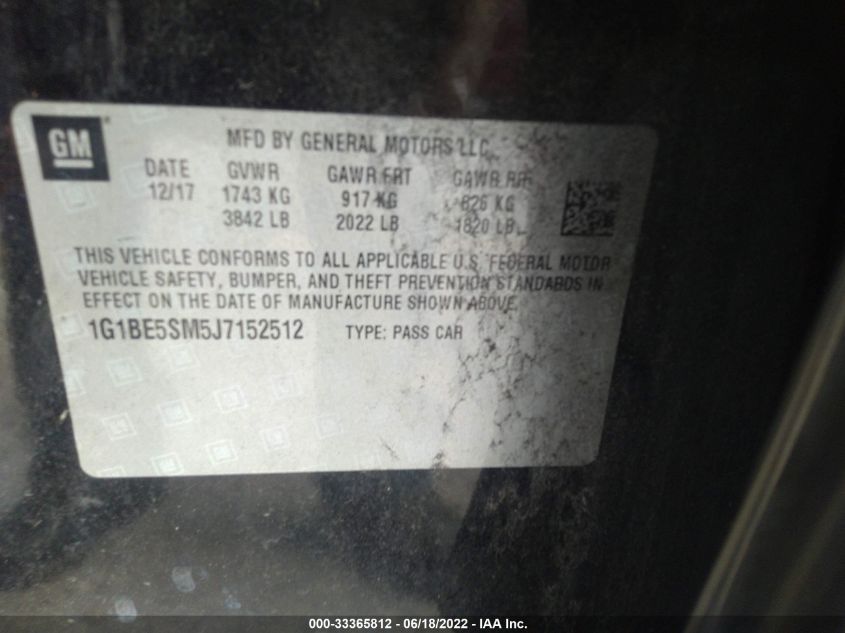 GM
MFD BY GENERAL MOTORS LLC
DATE GVWR GAWR FRT GAWR RR
12/17 1743 KG 917 KG 826 KG
3842 LB 2022 LB 1820 LB
THIS VEHICLE CONFORMS TO ALL APPLICABLE U.S. FEDERAL MOTOR
VEHICLE SAFETY, BUMPER, AND THEFT PREVENTION STANDARDS IN
EFFECT ON THE DATE OF MANUFACTURE SHOWN ABOVE.
1G1BE5SM5J7152512 TYPE: PASS CAR
000-33365812 - 06/18/2022 - IAA Inc.